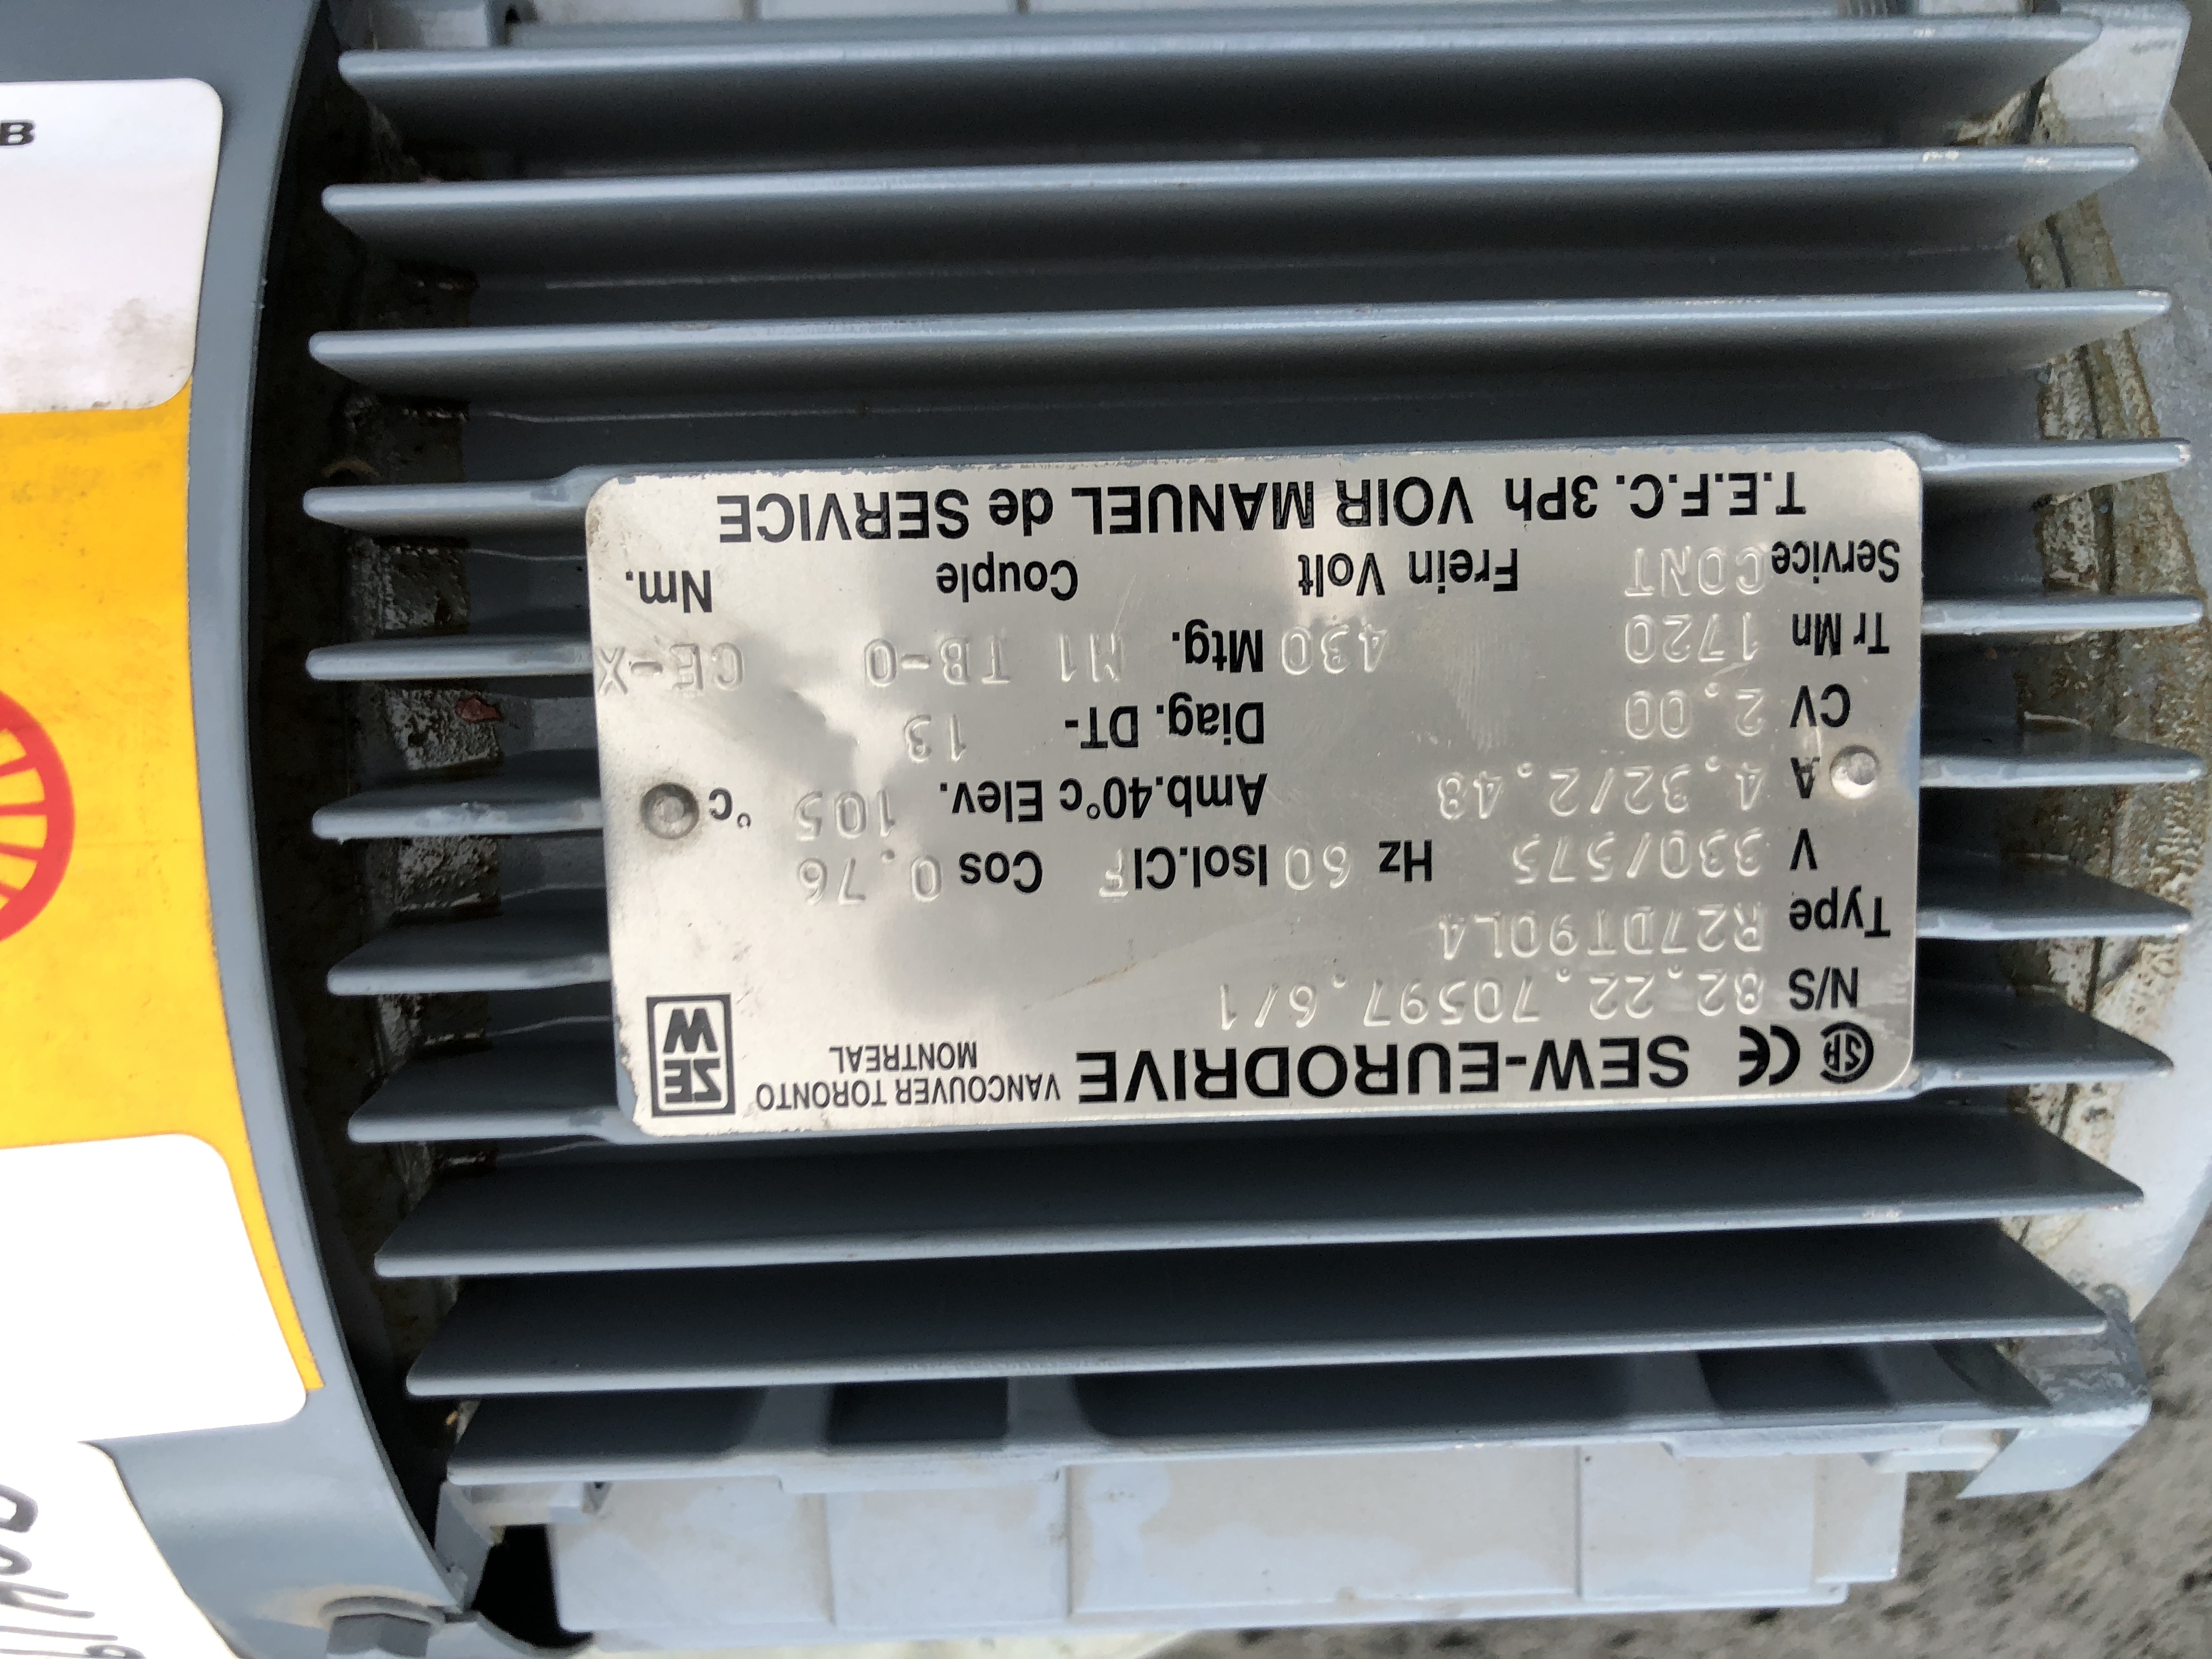 SEW-EURODRIVE VANCOUVER TORONTO MONTREAL SEW
N/S 82.22.70597.6/1
Type R27DT90L4
V 330/575 Hz 60 Isol.Cl F Cos 0.76
A 4.32/2.48 Amb.40°c Elev. 105 °c
CV 2.00 Diag. DT- 13
Tr Mn 1720 430 Mtg. M1 TB-0 CE-X
Service CONT Frein Volt Couple Nm.
T.E.F.C. 3Ph VOIR MANUEL de SERVICE
B